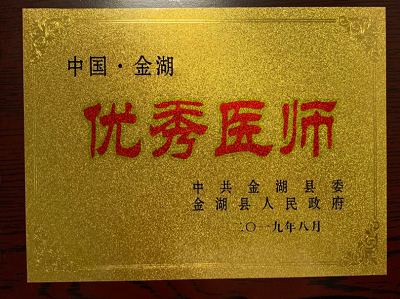 中国·金湖
优秀医师
中共金湖县委
金湖县人民政府
二〇一九年八月